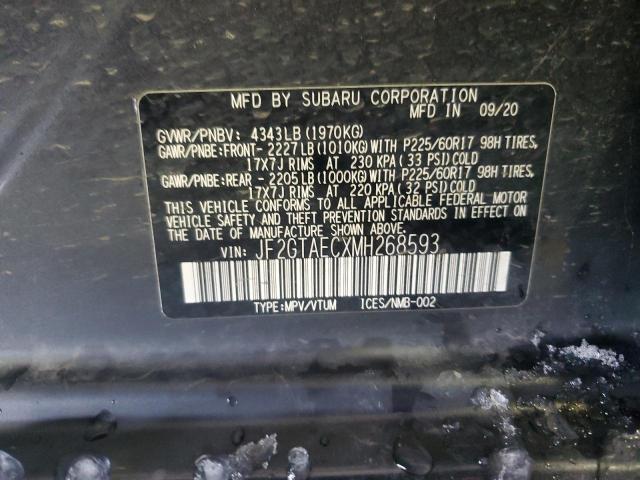 MFD BY SUBARU CORPORATION
MFD IN 09/20
GVWR/PNBV: 4343LB(1970KG)
GAWR/PNBE:FRONT- 2227LB(1010KG)WITH P225/60R17 98H TIRES,
17X7J RIMS AT 230 KPA(33 PSI)COLD
GAWR/PNBE:REAR - 2205LB(1000KG)WITH P225/60R17 98H TIRES,
17X7J RIMS AT 220 KPA(32 PSI)COLD
THIS VEHICLE CONFORMS TO ALL APPLICABLE FEDERAL MOTOR
VEHICLE SAFETY AND THEFT PREVENTION STANDARDS IN EFFECT
ON THE DATE OF MANUFACTURE SHOWN ABOVE.
VIN: JF2GTAECXMH268593
TYPE:MPV/VTUM ICES/NMB-002